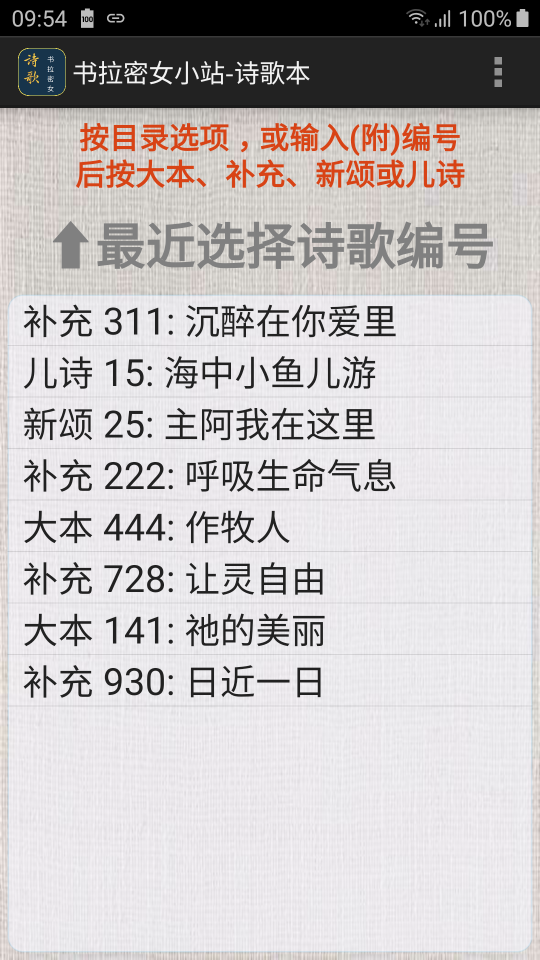 09:54 100 100%
诗歌 书拉密女 书拉密女小站-诗歌本
按目录选项，或输入(附)编号
后按大本、补充、新颂或儿诗
最近选择诗歌编号
补充 311: 沉醉在你爱里
儿诗 15: 海中小鱼儿游
新颂 25: 主阿我在这里
补充 222: 呼吸生命气息
大本 444: 作牧人
补充 728: 让灵自由
大本 141: 祂的美丽
补充 930: 日近一日